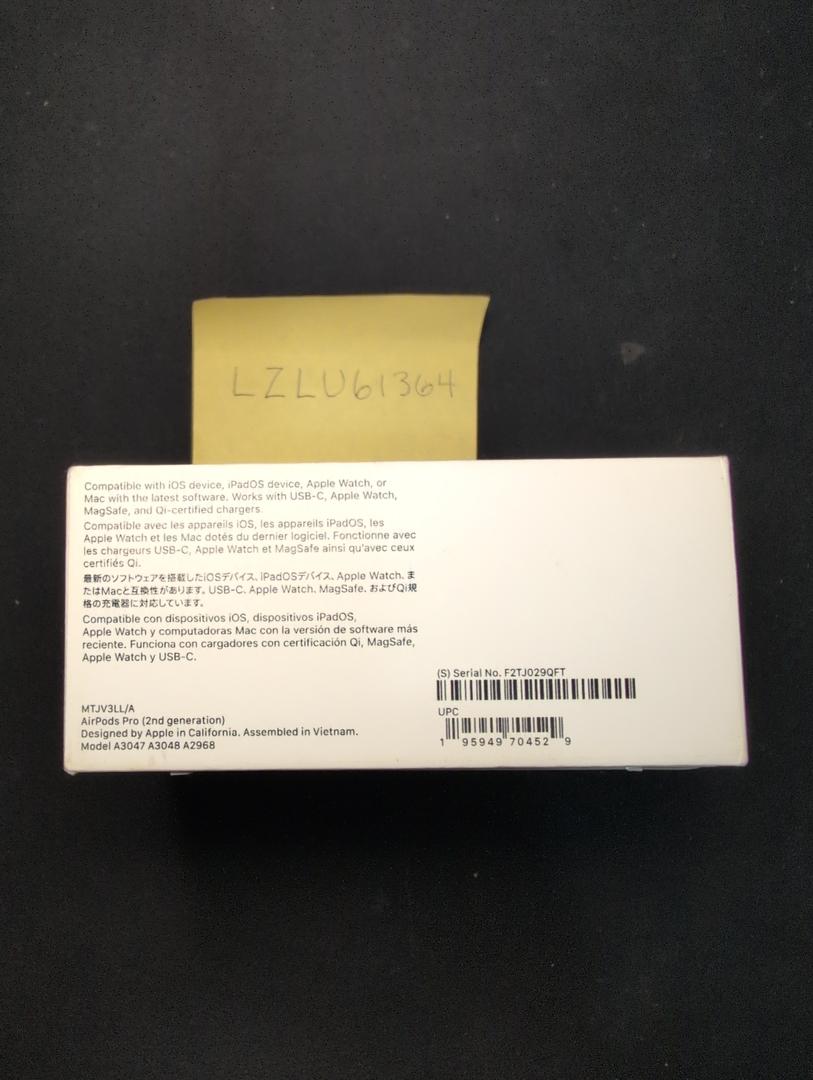 LZLU61364
Compatible with iOS device, iPadOS device, Apple Watch, or
Mac with the latest software. Works with USB-C, Apple Watch,
MagSafe, and Qi-certified chargers.
Compatible avec les appareils iOS, les appareils iPadOS, les
Apple Watch et les Mac dotés du dernier logiciel. Fonctionne avec
les chargeurs USB-C, Apple Watch et MagSafe ainsi qu'avec ceux
certifiés Qi.
最新のソフトウェアを搭載したiOSデバイス、iPadOSデバイス、Apple Watch、ま
たはMacと互換性があります。USB-C、Apple Watch、MagSafe、およびQi規
格の充電器に対応しています。
Compatible con dispositivos iOS, dispositivos iPadOS,
Apple Watch y computadoras Mac con la versión de software más
reciente. Funciona con cargadores con certificación Qi, MagSafe,
Apple Watch y USB-C.
MTJV3LL/A
AirPods Pro (2nd generation)
Designed by Apple in California. Assembled in Vietnam.
Model A3047 A3048 A2968
(S) Serial No. F2TJ029QFT
UPC
1 95949 70452 9